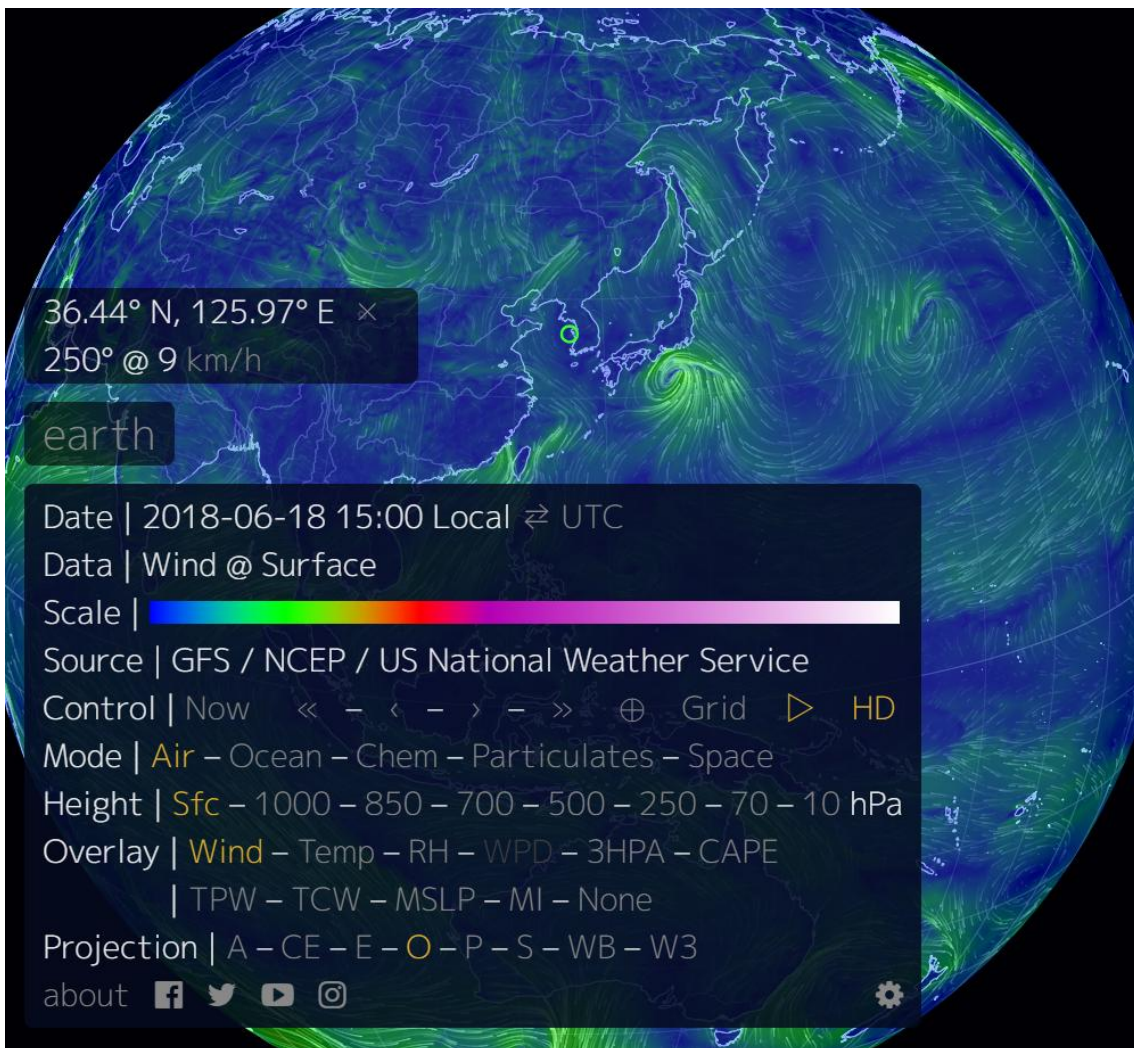 36.44° N, 125.97° E ×
250° @ 9 km/h
earth
Date | 2018-06-18 15:00 Local ⇄ UTC
Data | Wind @ Surface
Scale |
Source | GFS / NCEP / US National Weather Service
Control | Now « – ‹ – › – » ⊕ Grid ▷ HD
Mode | Air – Ocean – Chem – Particulates – Space
Height | Sfc – 1000 – 850 – 700 – 500 – 250 – 70 – 10 hPa
Overlay | Wind – Temp – RH – WPD – 3HPA – CAPE
| TPW – TCW – MSLP – MI – None
Projection | A – CE – E – O – P – S – WB – W3
about